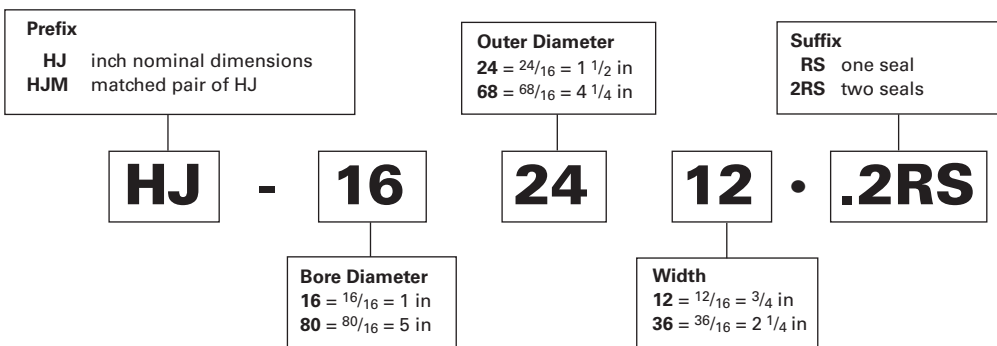 Prefix
HJ inch nominal dimensions
HJM matched pair of HJ
Outer Diameter
24 = 24/16 = 1 1/2 in
68 = 68/16 = 4 1/4 in
Suffix
RS one seal
2RS two seals
HJ - 16 24 12 • .2RS
Bore Diameter
16 = 16/16 = 1 in
80 = 80/16 = 5 in
Width
12 = 12/16 = 3/4 in
36 = 36/16 = 2 1/4 in